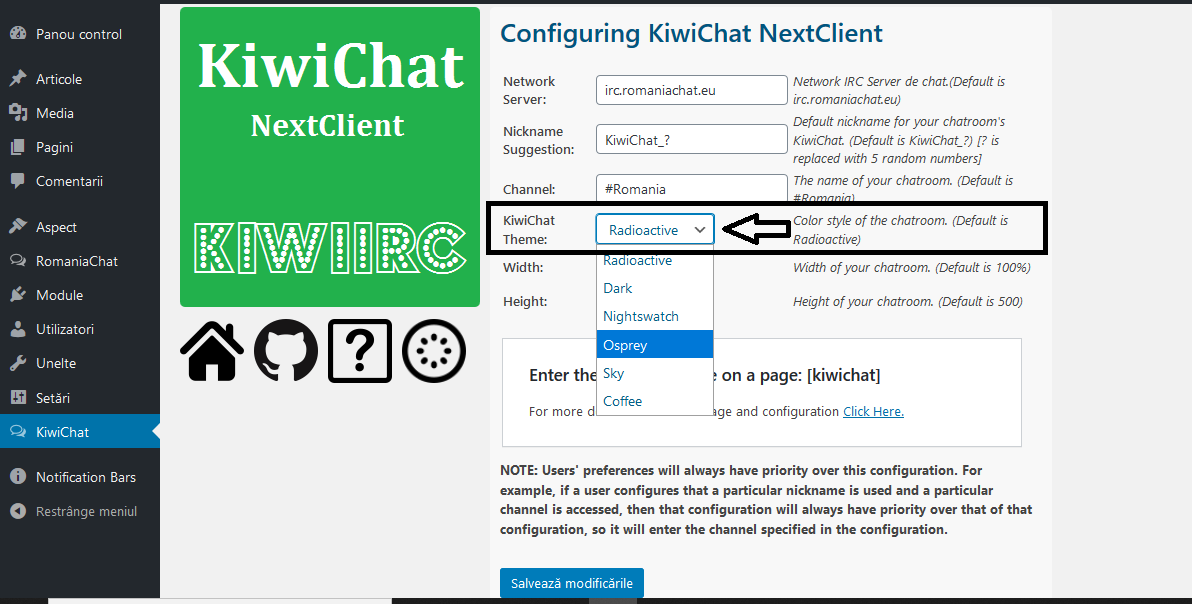 Panou control
Articole
Media
Pagini
Comentarii
Aspect
RomaniaChat
Module
Utilizatori
Unelte
Setări
KiwiChat
Notification Bars
Restrânge meniul
KiwiChat
NextClient
KIWIIRC
?
Configuring KiwiChat NextClient
Network
Server:
irc.romaniachat.eu
Network IRC Server de chat.(Default is
irc.romaniachat.eu)
Nickname
Suggestion:
KiwiChat_?
Default nickname for your chatroom's
KiwiChat. (Default is KiwiChat_?) [? is
replaced with 5 random numbers]
Channel:
#Romania
The name of your chatroom. (Default is
#Romania)
KiwiChat
Theme:
Radioactive
Color style of the chatroom. (Default is
Radioactive)
Radioactive
Dark
Nightswatch
Osprey
Sky
Coffee
Width:
Width of your chatroom. (Default is 100%)
Height:
Height of your chatroom. (Default is 500)
Enter the e on a page: [kiwichat]
For more d age and configuration Click Here.
NOTE: Users' preferences will always have priority over this configuration. For
example, if a user configures that a particular nickname is used and a particular
channel is accessed, then that configuration will always have priority over that of that
configuration, so it will enter the channel specified in the configuration.
Salvează modificările